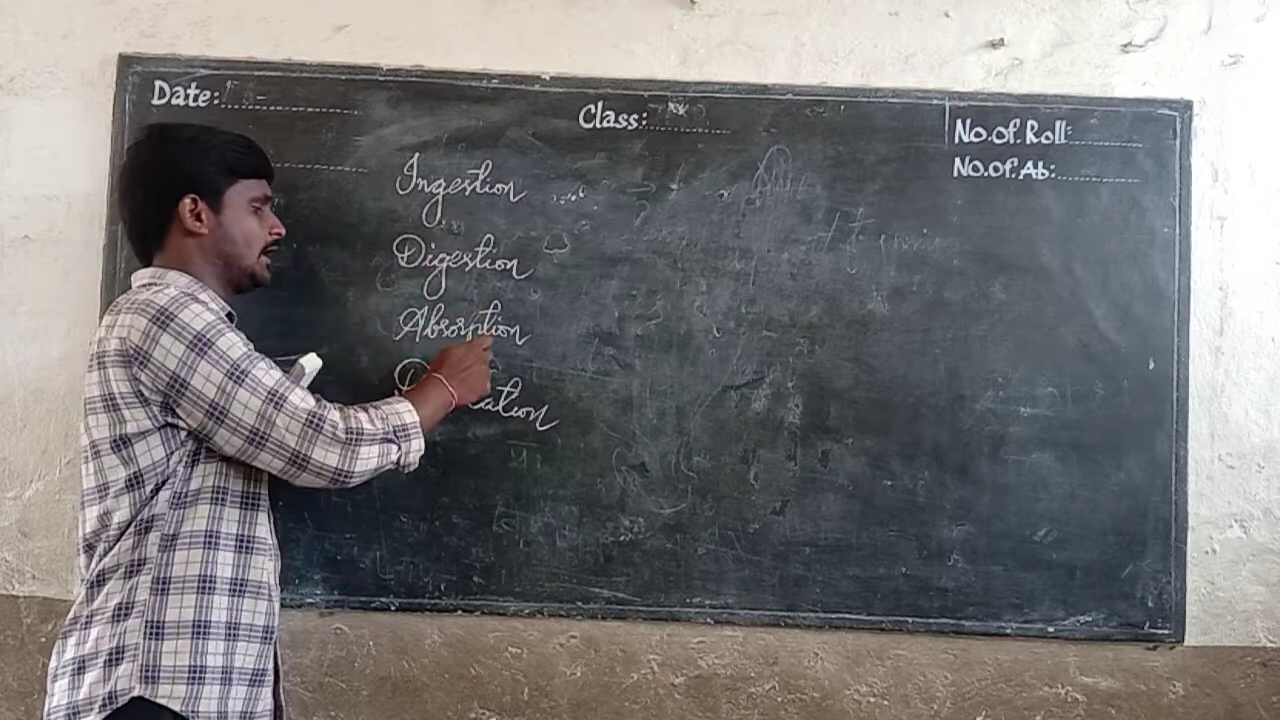 Date:
Class:
No.of.Roll:
No.of.Ab:
Ingestion
Digestion
Absorption